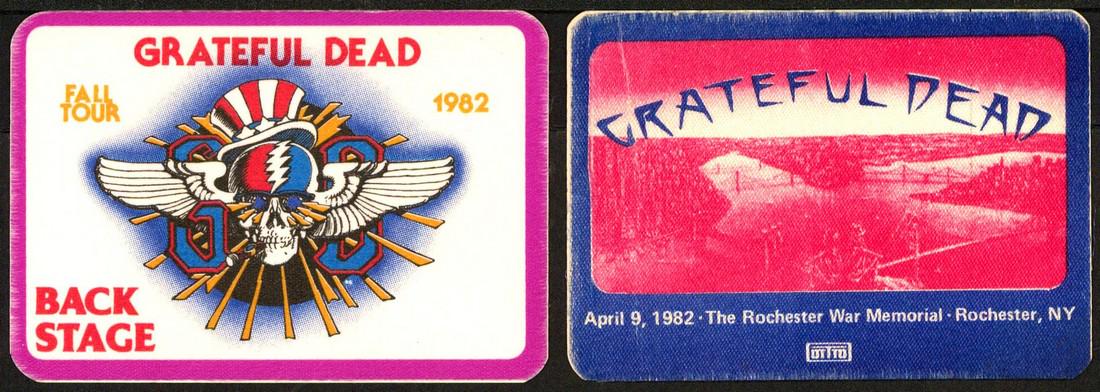 GRATEFUL DEAD
FALL
TOUR
1982
BACK
STAGE
GRATEFUL DEAD
April 9, 1982 · The Rochester War Memorial · Rochester, NY
OTTO